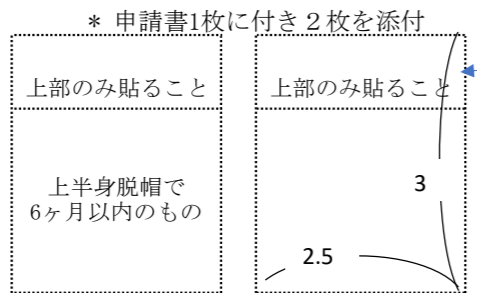 * 申請書1枚に付き２枚を添付
上部のみ貼ること
上部のみ貼ること
上半身脱帽で
6ヶ月以内のもの
3
2.5